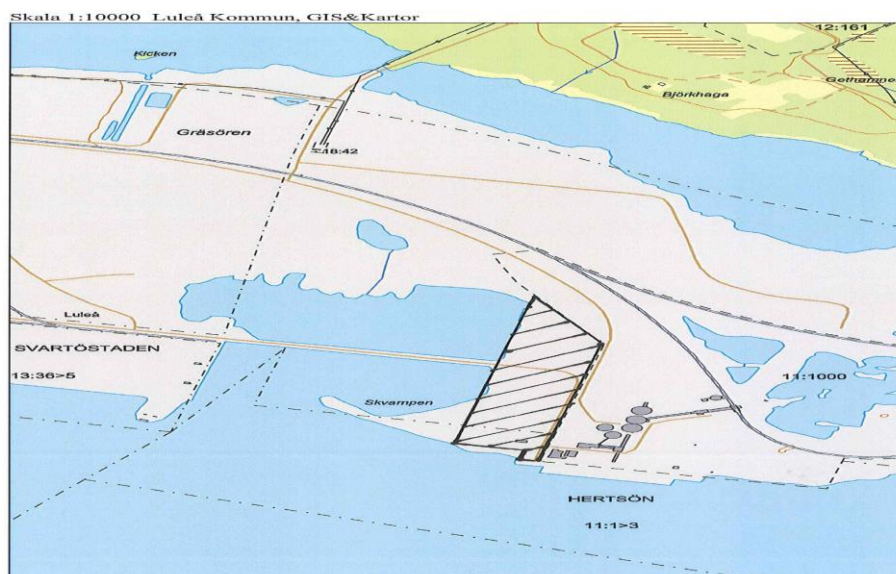 Skala 1:10000 Luleå Kommun, GIS&Kartor
12:161
Kicken
Björkhaga
Gräsören
18:42
Luleå
SVARTÖSTADEN
13:36>5
Skvampen
11:1000
HERTSÖN
11:1>3